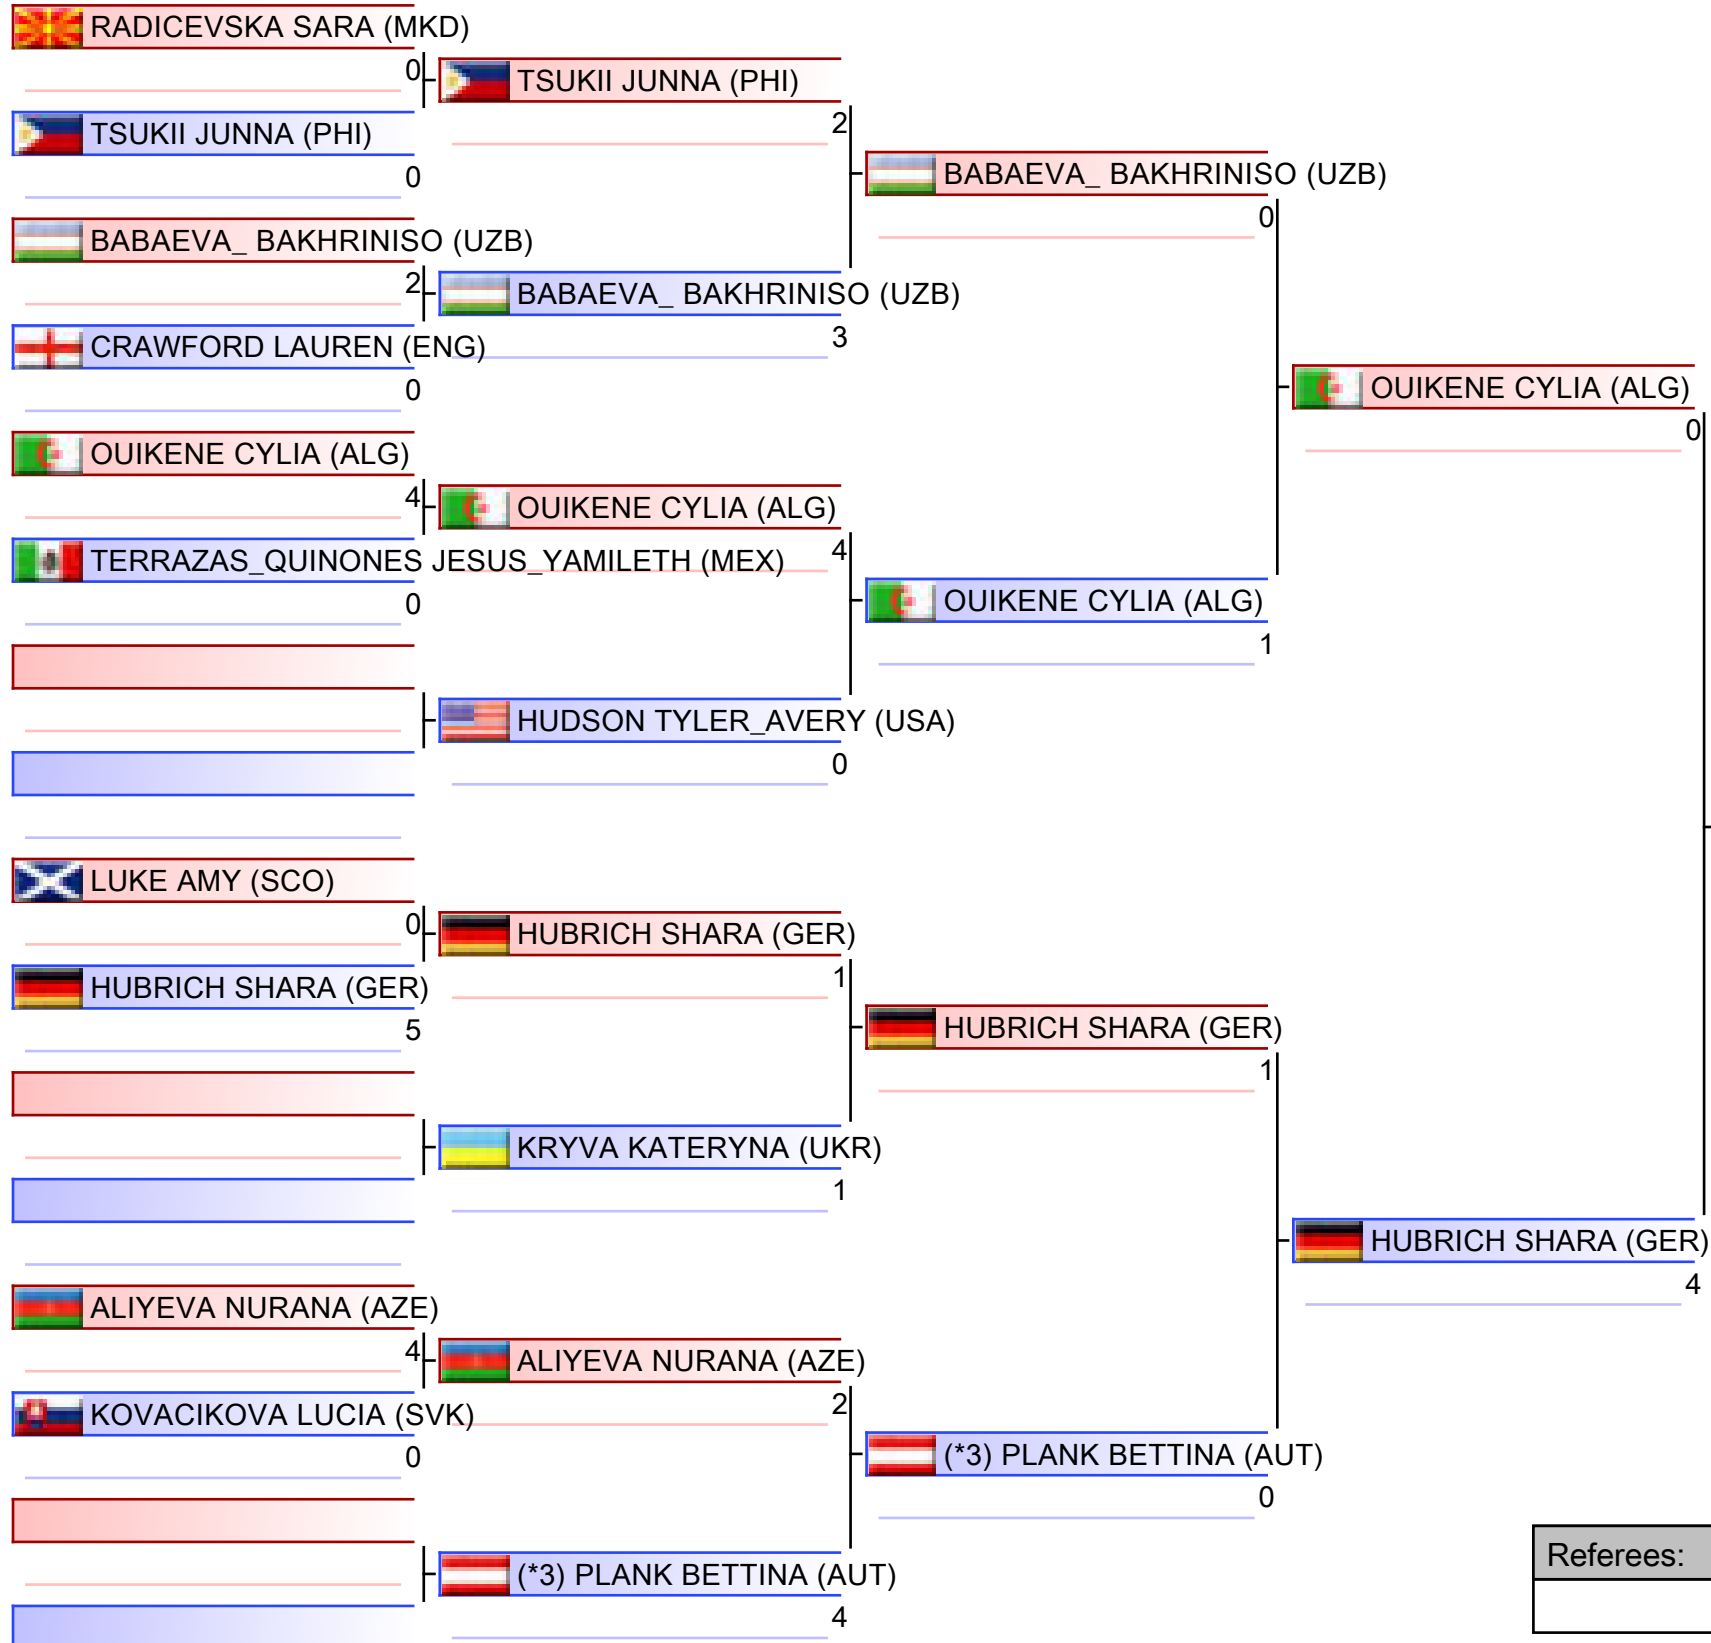 RADICEVSKA SARA (MKD)
0
TSUKII JUNNA (PHI)
0
BABAEVA_ BAKHRINISO (UZB)
2
CRAWFORD LAUREN (ENG)
0
OUIKENE CYLIA (ALG)
4
TERRAZAS_QUINONES JESUS_YAMILETH (MEX)
0
LUKE AMY (SCO)
0
HUBRICH SHARA (GER)
5
ALIYEVA NURANA (AZE)
4
KOVACIKOVA LUCIA (SVK)
0
TSUKII JUNNA (PHI)
2
BABAEVA_ BAKHRINISO (UZB)
3
OUIKENE CYLIA (ALG)
4
HUDSON TYLER_AVERY (USA)
0
HUBRICH SHARA (GER)
1
KRYVA KATERYNA (UKR)
1
ALIYEVA NURANA (AZE)
2
(*3) PLANK BETTINA (AUT)
4
BABAEVA_ BAKHRINISO (UZB)
0
OUIKENE CYLIA (ALG)
1
HUBRICH SHARA (GER)
1
(*3) PLANK BETTINA (AUT)
0
OUIKENE CYLIA (ALG)
0
HUBRICH SHARA (GER)
4
Referees: